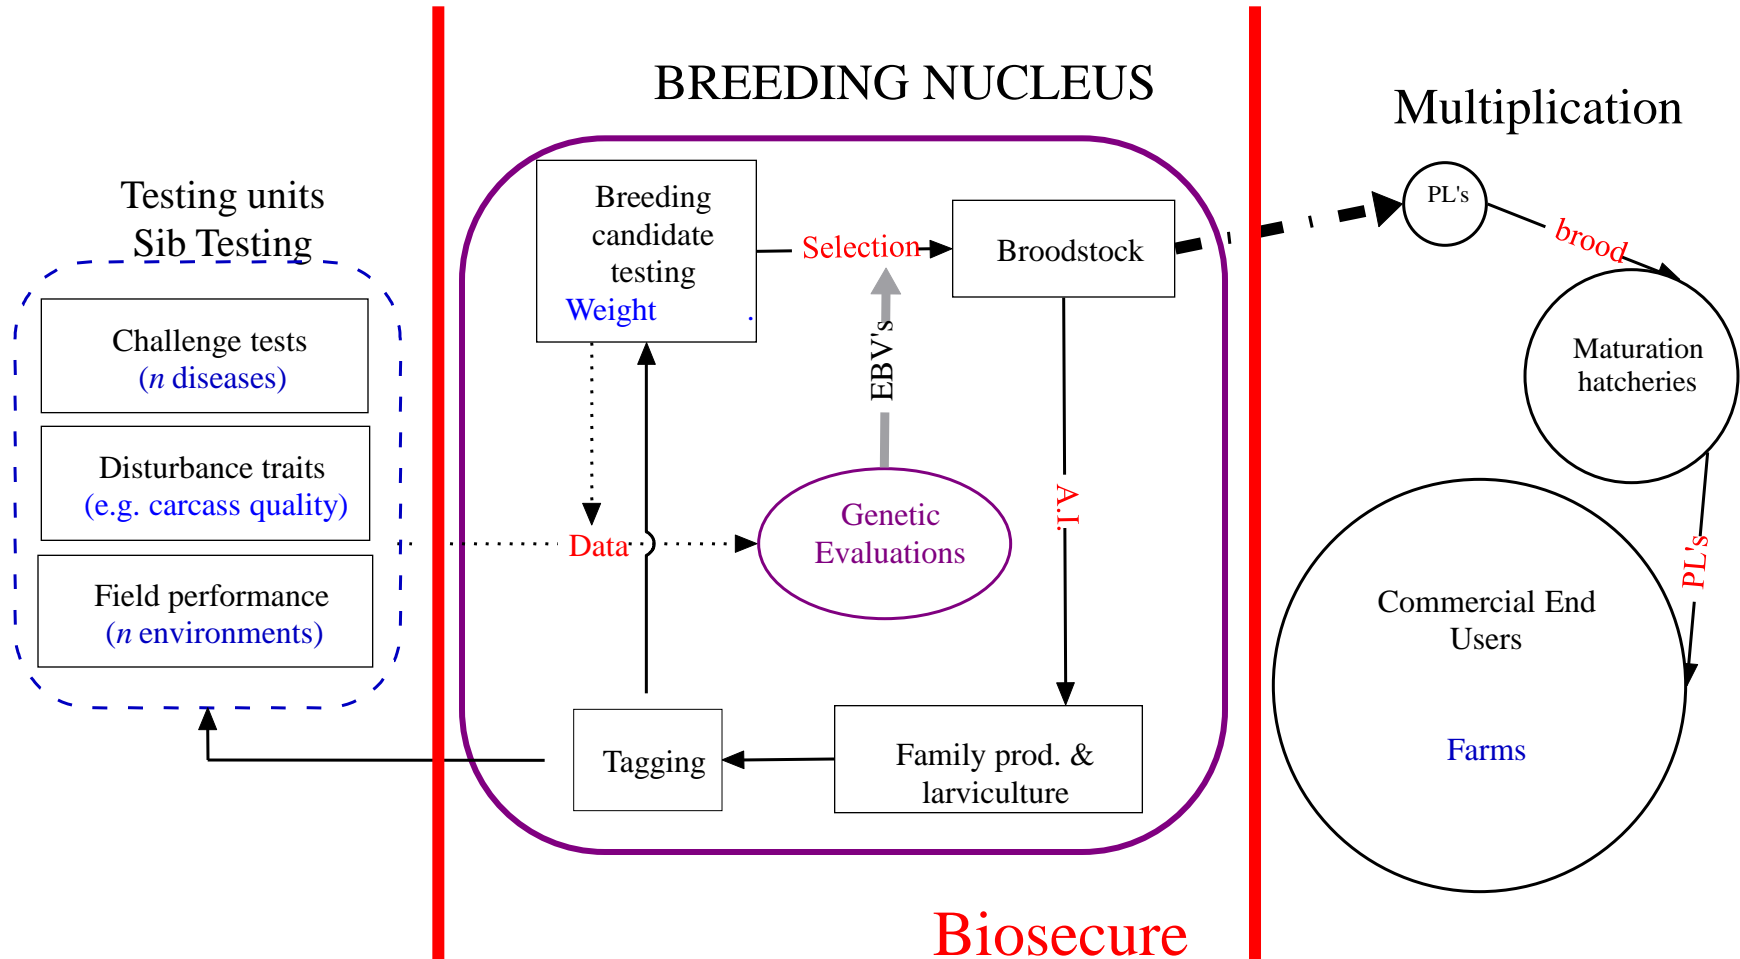 BREEDING NUCLEUS
Multiplication
Testing units
Sib Testing
Challenge tests
(n diseases)
Disturbance traits
(e.g. carcass quality)
Field performance
(n environments)
Breeding
candidate
testing
Weight .
Selection
Broodstock
EBV's
Data
Genetic
Evaluations
A.I.
Tagging
Family prod. &
larviculture
PL's
brood
Maturation
hatcheries
PL's
Commercial End
Users
Farms
Biosecure